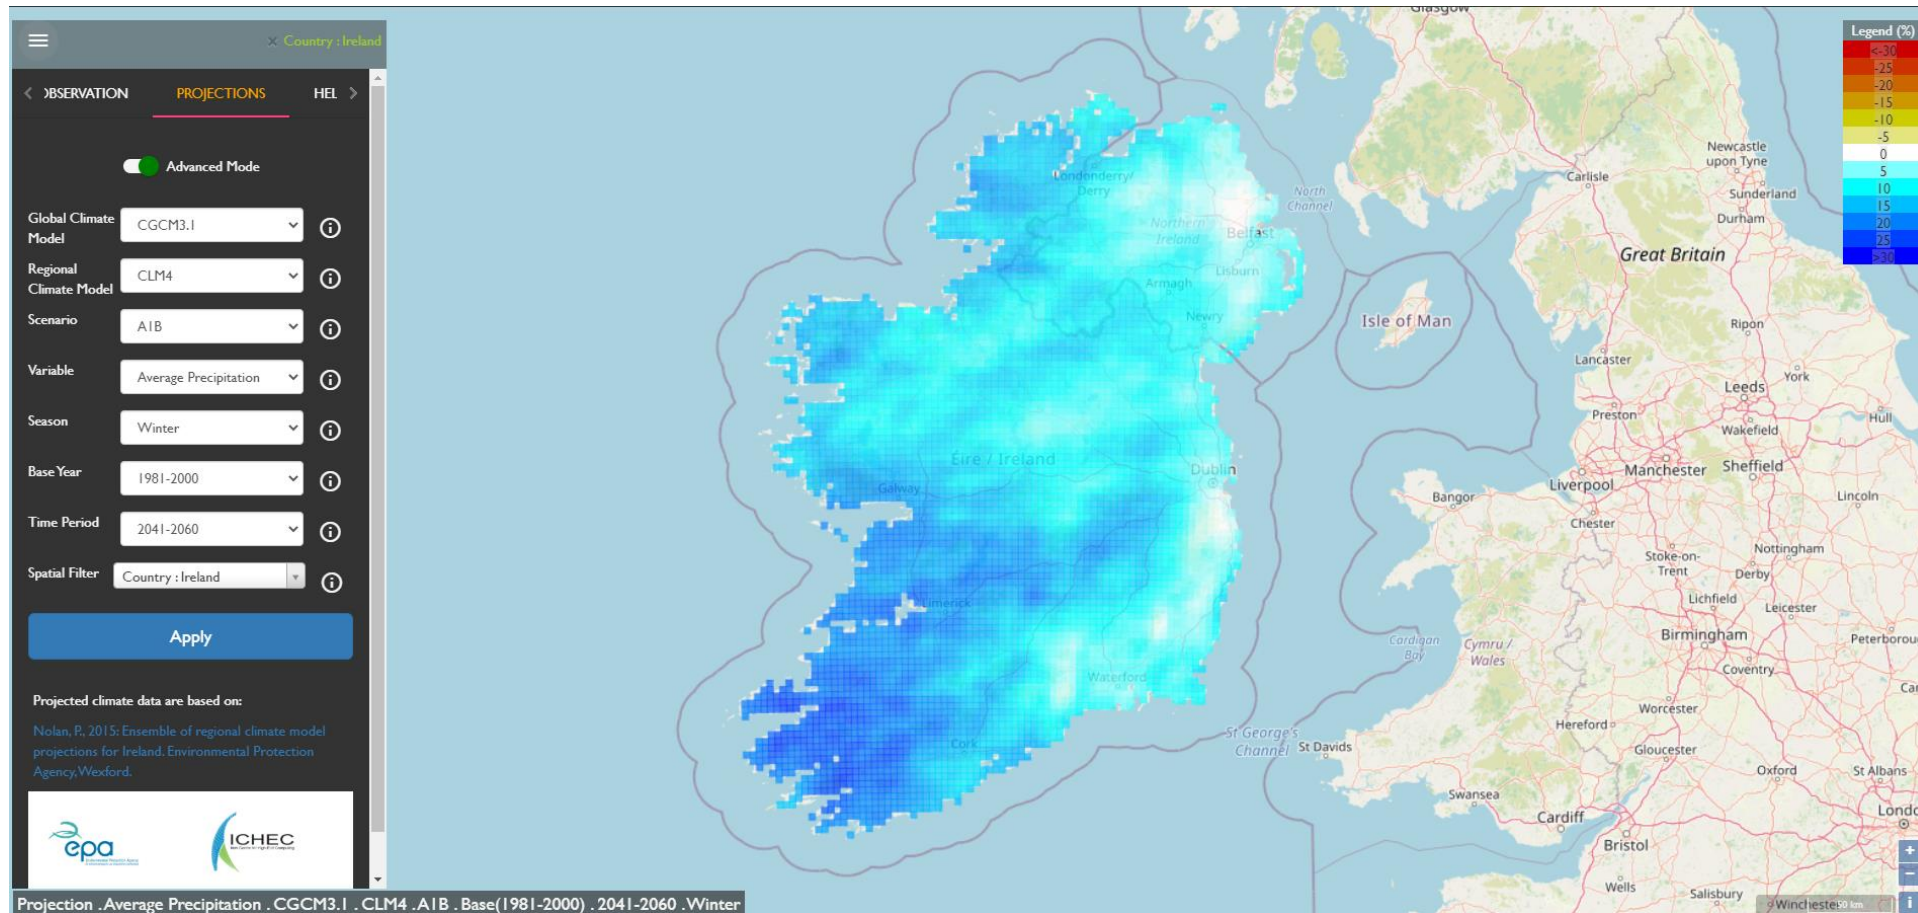 Country : Ireland
OBSERVATION
PROJECTIONS
HEL
Advanced Mode
Global Climate
Model
CGCM3.1
Regional
Climate Model
CLM4
Scenario
A1B
Variable
Average Precipitation
Season
Winter
Base Year
1981-2000
Time Period
2041-2060
Spatial Filter
Country : Ireland
Apply
Projected climate data are based on:
Nolan, P., 2015: Ensemble of regional climate model
projections for Ireland. Environmental Protection
Agency, Wexford.
epa
ICHEC
Projection .Average Precipitation .CGCM3.1 .CLM4 .A1B .Base(1981-2000) .2041-2060 .Winter
Glasgow
Londonderry/
Derry
Northern
Ireland
Belfast
Lisburn
Armagh
Newry
North
Channel
Isle of Man
Éire / Ireland
Dublin
Galway
Limerick
Waterford
Cork
St George's
Channel
St Davids
Cardigan
Bay
Cymru /
Wales
Bangor
Carlisle
Newcastle
upon Tyne
Sunderland
Durham
Great Britain
Ripon
Lancaster
York
Leeds
Preston
Hull
Wakefield
Manchester
Sheffield
Liverpool
Lincoln
Chester
Stoke-on-
Trent
Nottingham
Derby
Lichfield
Leicester
Birmingham
Peterborou
Coventry
Ca
Worcester
Hereford
Gloucester
Oxford
St Albans
Swansea
Londo
Cardiff
Bristol
Wells
Salisbury
Winchester
50 km
Legend (%)
<-30
-25
-20
-15
-10
-5
0
5
10
15
20
25
>30
+
−
i